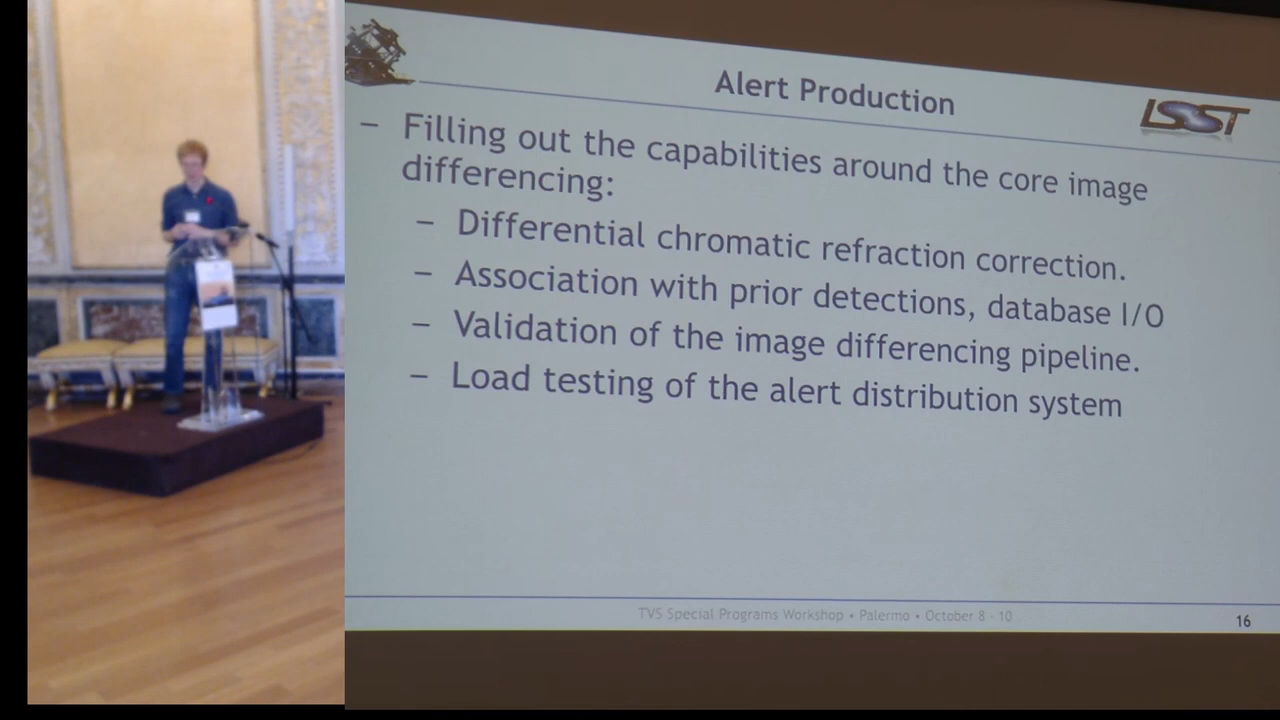 Alert Production
LSST
– Filling out the capabilities around the core image
differencing:
– Differential chromatic refraction correction.
– Association with prior detections, database I/O
– Validation of the image differencing pipeline.
– Load testing of the alert distribution system
TVS Special Programs Workshop • Palermo • October 8 - 10
16